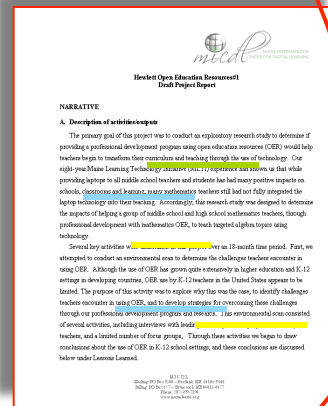 micdl
MAINE INTERNATIONAL
CENTER FOR DIGITAL LEARNING
Hewlett Open Education Resources#1
Draft Project Report
NARRATIVE
A. Description of activities/outputs
The primary goal of this project was to conduct an exploratory research study to determine if
providing a professional development program using open education resources (OER) would help
teachers begin to transform their curriculum and teaching through the use of technology. Our
eight-year Maine Learning Technology Initiative (MLTI) experience had shown us that while
providing laptops to all middle school teachers and students has had many positive impacts on
schools, classrooms and learning, many mathematics teachers still had not fully integrated the
laptop technology into their teaching. Accordingly, this research study was designed to determine
the impacts of helping a group of middle school and high school mathematics teachers, through
professional development with mathematics OER, to teach targeted algebra topics using
technology.
Several key activities were undertaken in this project over an 18-month time period. First, we
attempted to conduct an environmental scan to determine the challenges teachers encounter in
using OER. Although the use of OER has grown quite extensively in higher education and K-12
settings in developing countries, OER use by K-12 teachers in the United States appear to be
limited. The purpose of this activity was to explore why this was the case, to identify challenges
teachers encounter in using OER, and to develop strategies for overcoming these challenges
through our professional development program and research. This environmental scan consisted
of several activities, including interviews with leading
teachers, and a limited number of focus groups, Through these activities we began to draw
conclusions about the use of OER in K-12 school settings, and these conclusions are discussed
below under Lessons Learned.
MICDL